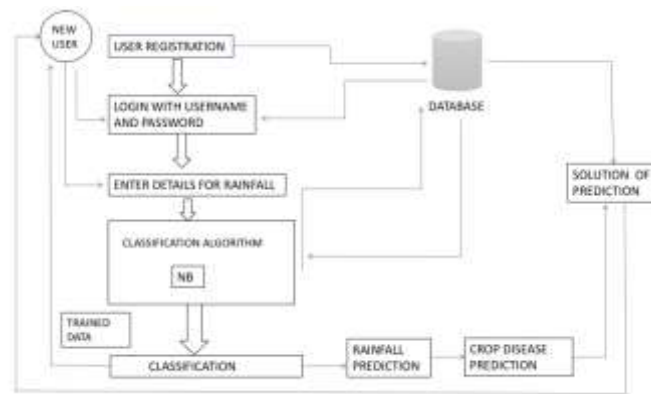 NEW
USER
USER REGISTRATION
LOGIN WITH USERNAME
AND PASSWORD
DATABASE
ENTER DETAILS FOR RAINFALL
SOLUTION OF
PREDICTION
CLASSIFICATION ALGORITHM
NB
TRAINED
DATA
CLASSIFICATION
RAINFALL
PREDICTION
CROP DISEASE
PREDICTION